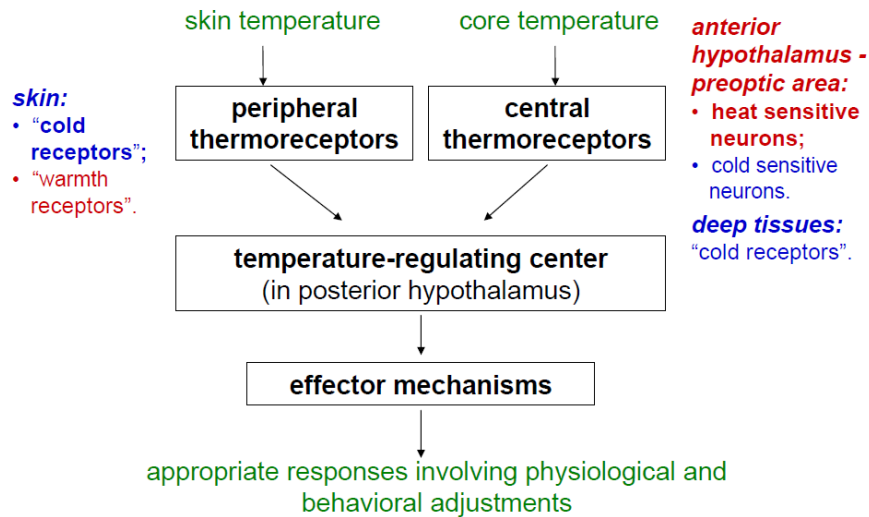 skin temperature
core temperature
anterior
hypothalamus -
preoptic area:
• heat sensitive
neurons;
• cold sensitive
neurons.
deep tissues:
“cold receptors”.
skin:
• “cold
receptors”;
• “warmth
receptors”.
peripheral
thermoreceptors
central
thermoreceptors
temperature-regulating center
(in posterior hypothalamus)
effector mechanisms
appropriate responses involving physiological and
behavioral adjustments